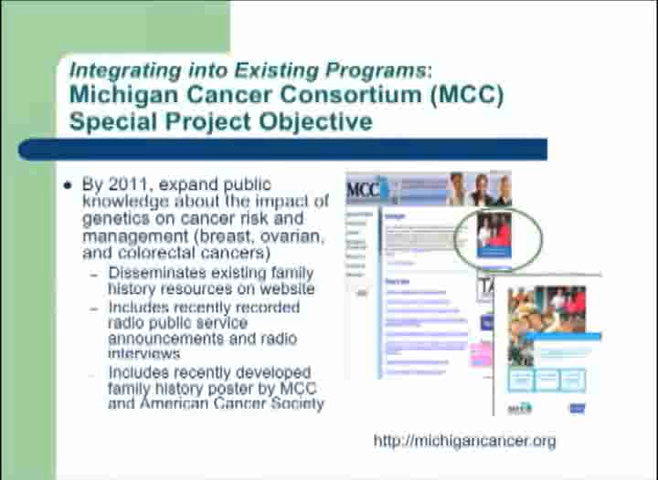 Integrating into Existing Programs:
Michigan Cancer Consortium (MCC)
Special Project Objective
• By 2011, expand public
knowledge about the impact of
genetics on cancer risk and
management (breast, ovarian,
and colorectal cancers)
– Disseminates existing family
history resources on website
– Includes recently recorded
radio public service
announcements and radio
interviews
– Includes recently developed
family history poster by MCC
and American Cancer Society
MCC
http://michigancancer.org